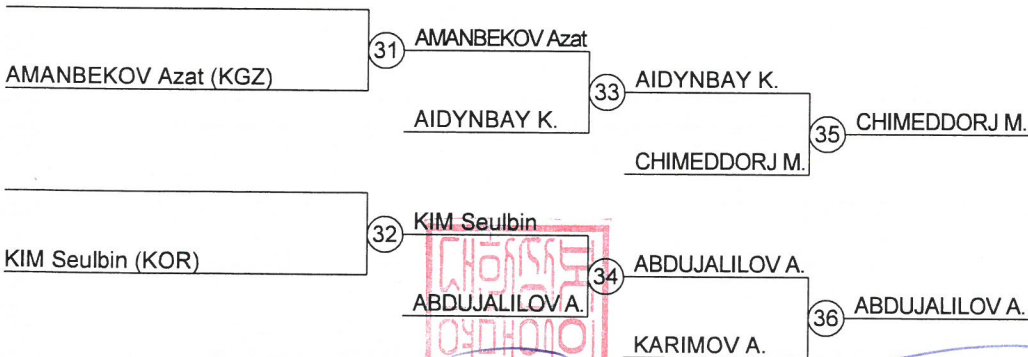 31 AMANBEKOV Azat
AMANBEKOV Azat (KGZ)
33 AIDYNBAY K.
AIDYNBAY K.
35 CHIMEDDORJ M.
CHIMEDDORJ M.
32 KIM Seulbin
KIM Seulbin (KOR)
34 ABDUJALILOV A.
ABDUJALILOV A.
36 ABDUJALILOV A.
KARIMOV A.